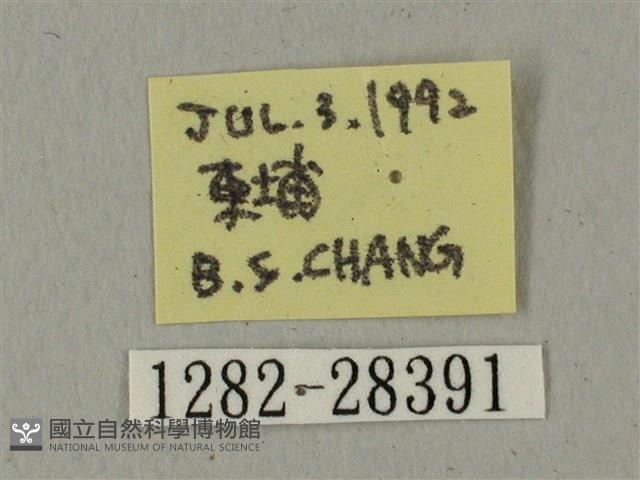 JUL. 3. 1992
東埔
B.S. CHANG
1282-28391
國立自然科學博物館
NATIONAL MUSEUM OF NATURAL SCIENCE